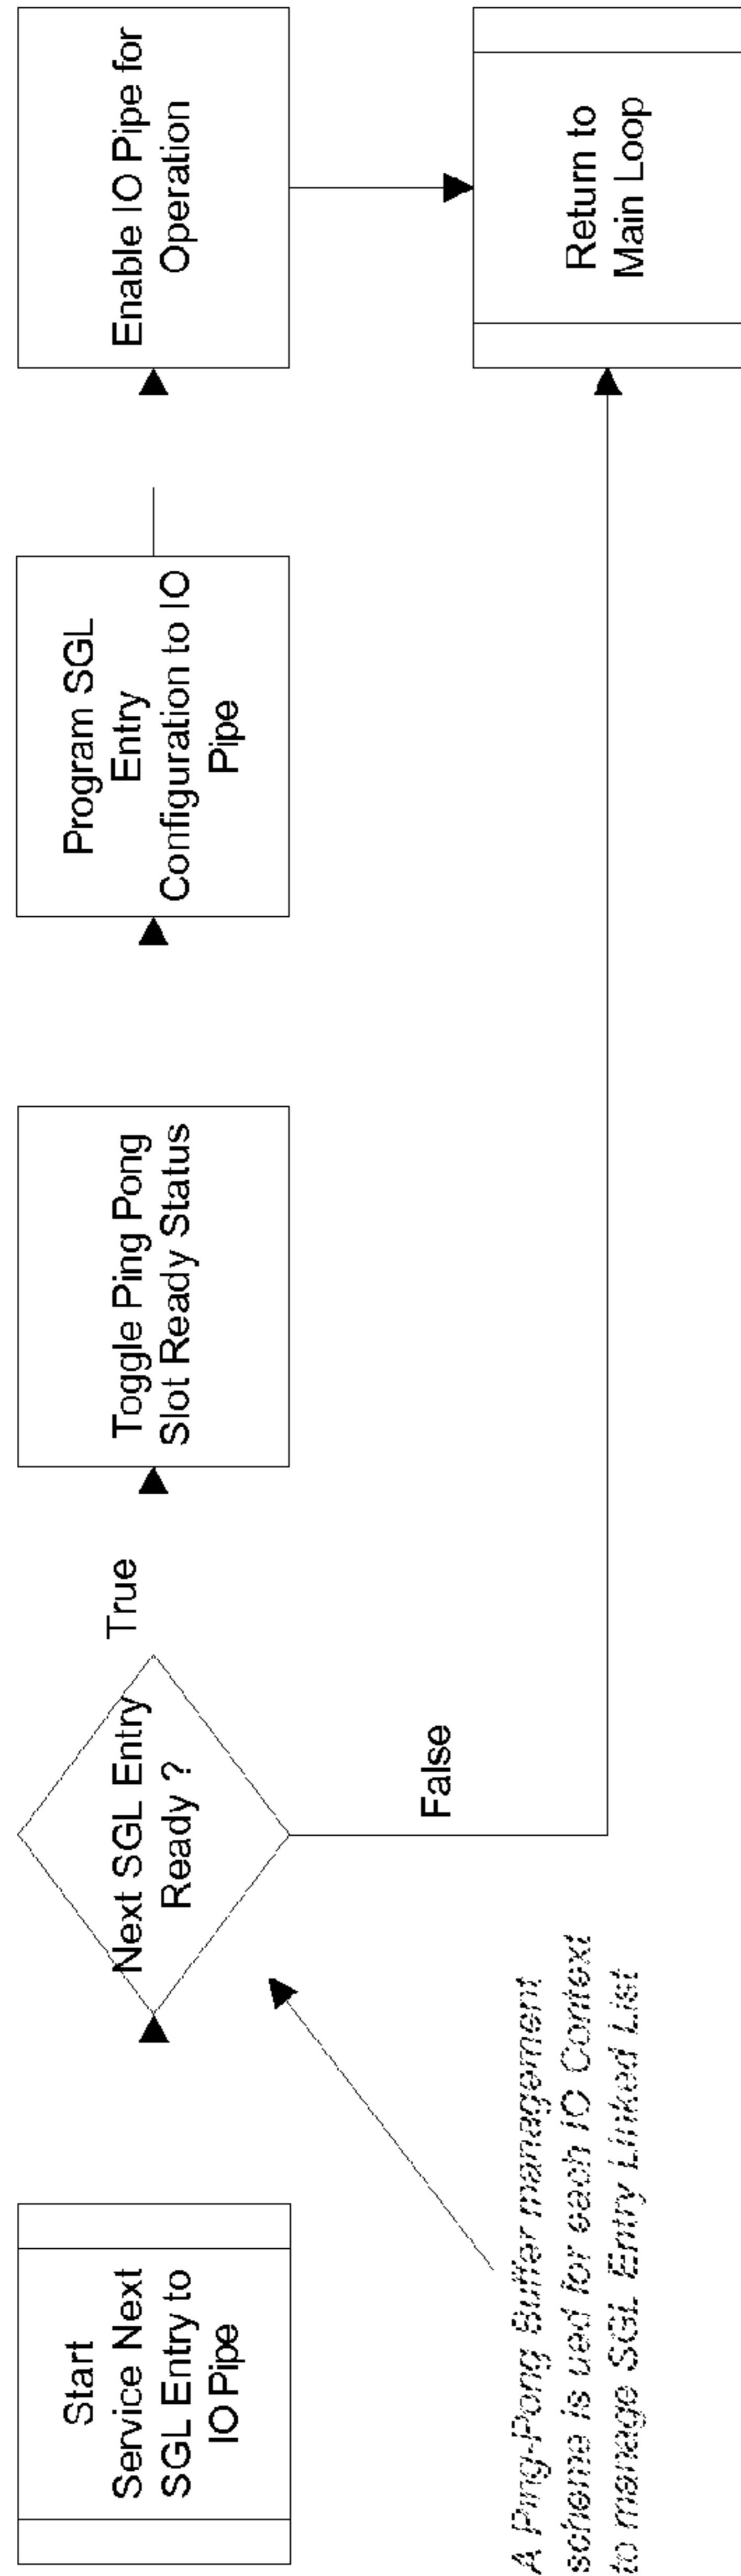 Start
Service Next
SGL Entry to
IO Pipe
Next SGL Entry
Ready ?
True
False
Toggle Ping Pong
Slot Ready Status
Program SGL
Entry
Configuration to IO
Pipe
Enable IO Pipe for
Operation
Return to
Main Loop
A Ping-Pong Buffer management
scheme is ued for each IO Context
to manage SGL Entry Linked List